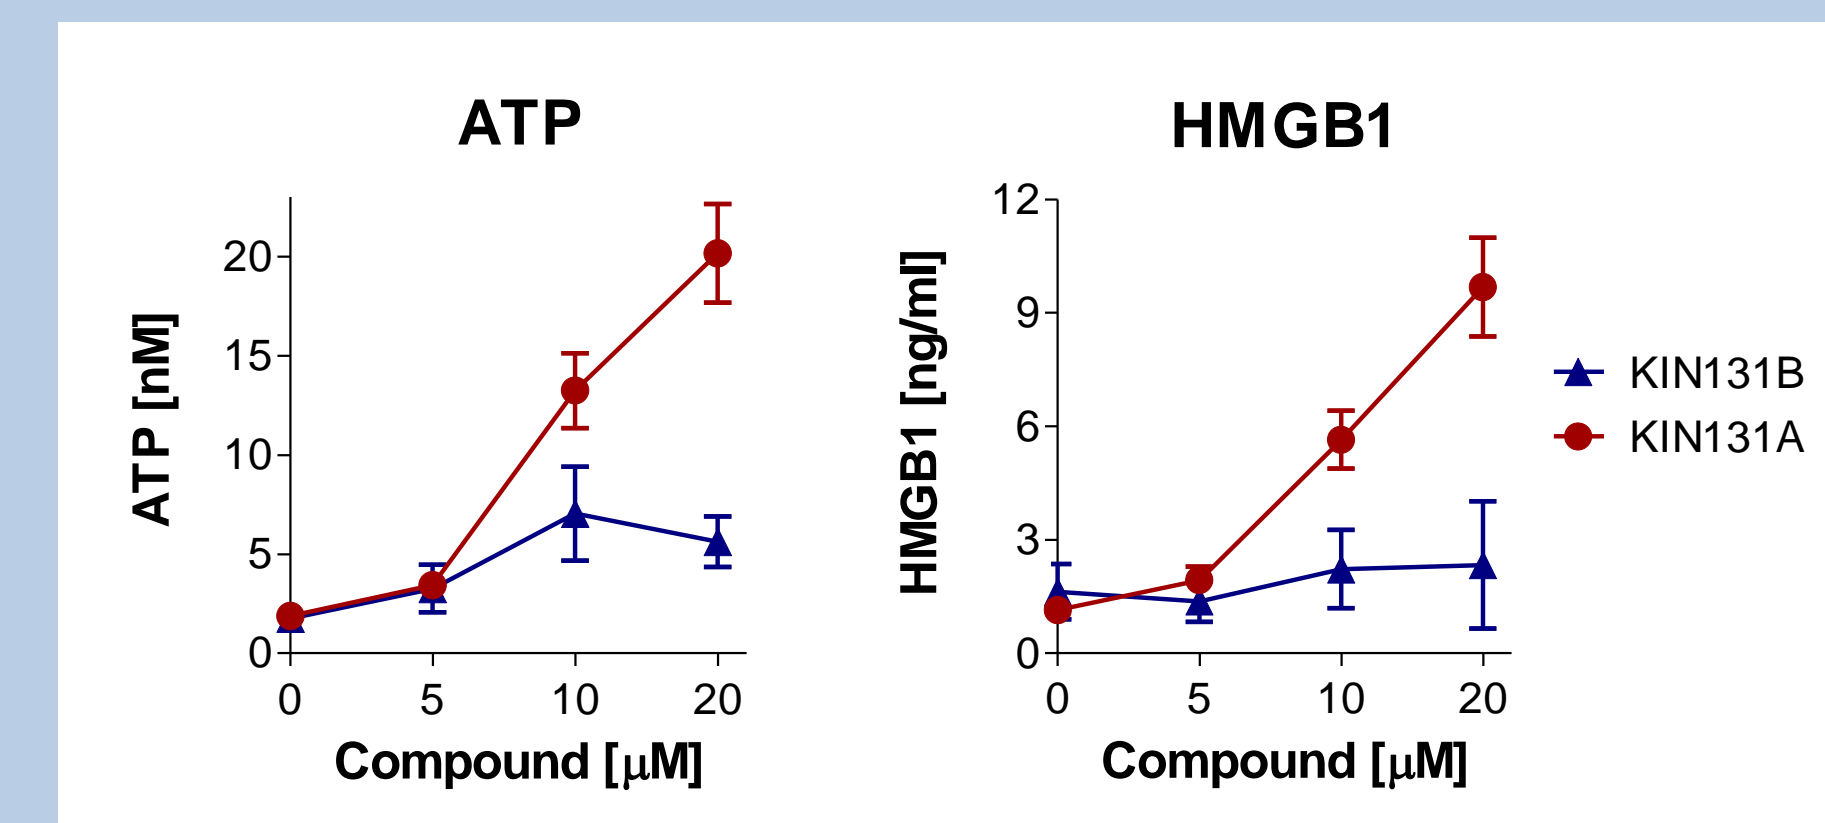 ATP
ATP [nM]
20
15
10
5
0
0 5 10 20
Compound [μM]
HMGB1
HMGB1 [ng/ml]
12
9
6
3
0
0 5 10 20
Compound [μM]
KIN131B
KIN131A